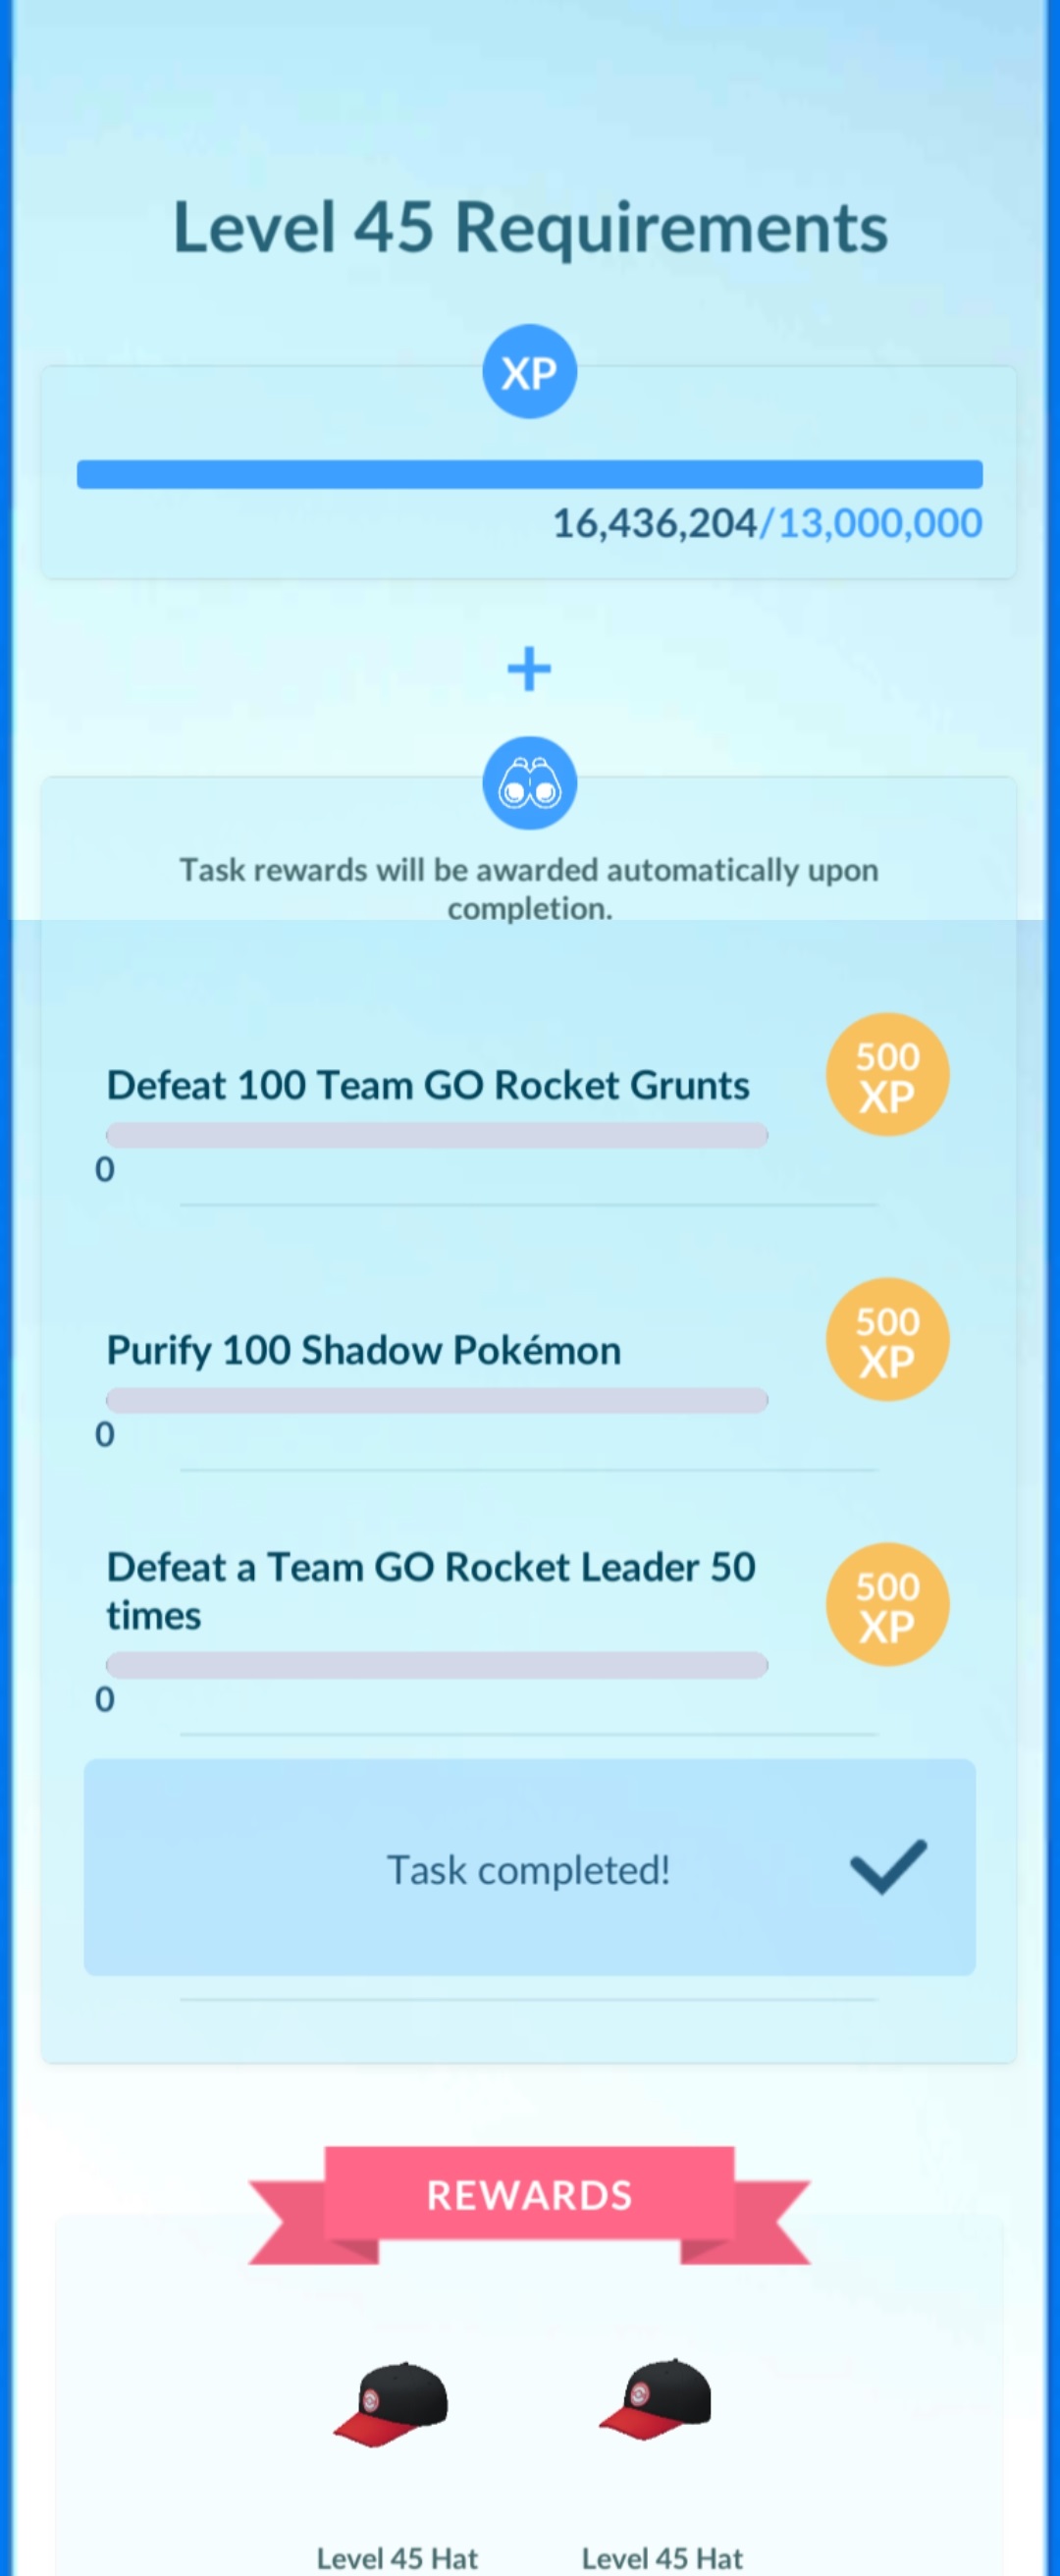 Level 45 Requirements
XP
16,436,204/13,000,000
+
Task rewards will be awarded automatically upon
completion.
Defeat 100 Team GO Rocket Grunts
500
XP
0
Purify 100 Shadow Pokémon
500
XP
0
Defeat a Team GO Rocket Leader 50
times
500
XP
0
Task completed!
REWARDS
Level 45 Hat
Level 45 Hat